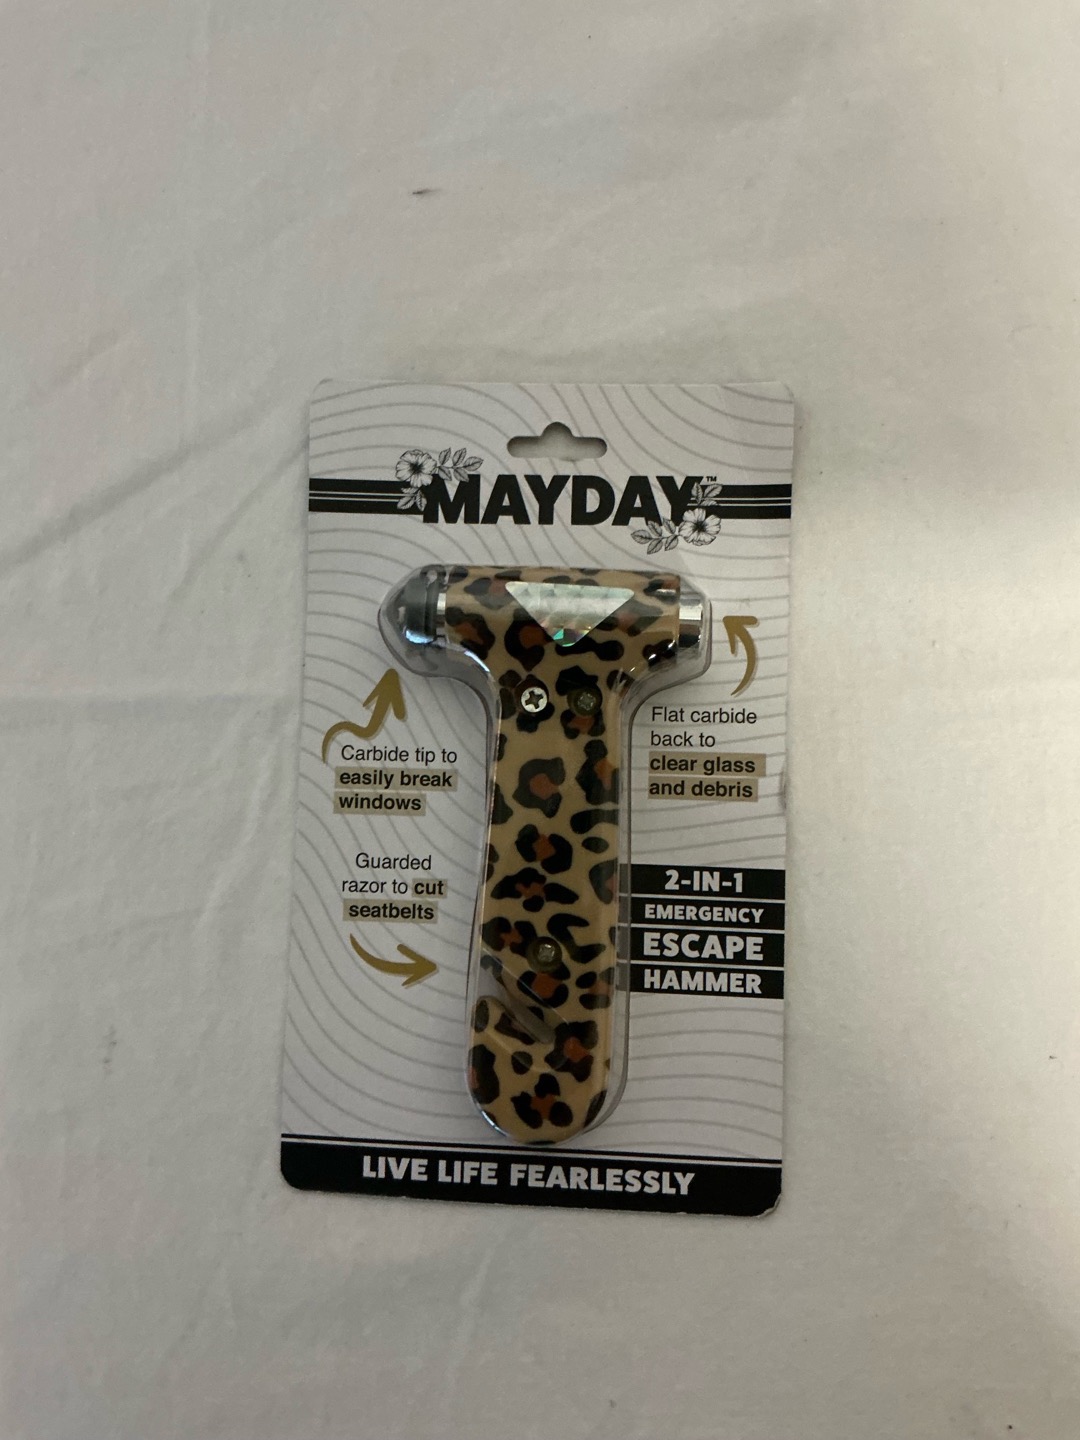 MAYDAY™
Carbide tip to
easily break
windows
Flat carbide
back to
clear glass
and debris
Guarded
razor to cut
seatbelts
2-IN-1
EMERGENCY
ESCAPE
HAMMER
LIVE LIFE FEARLESSLY